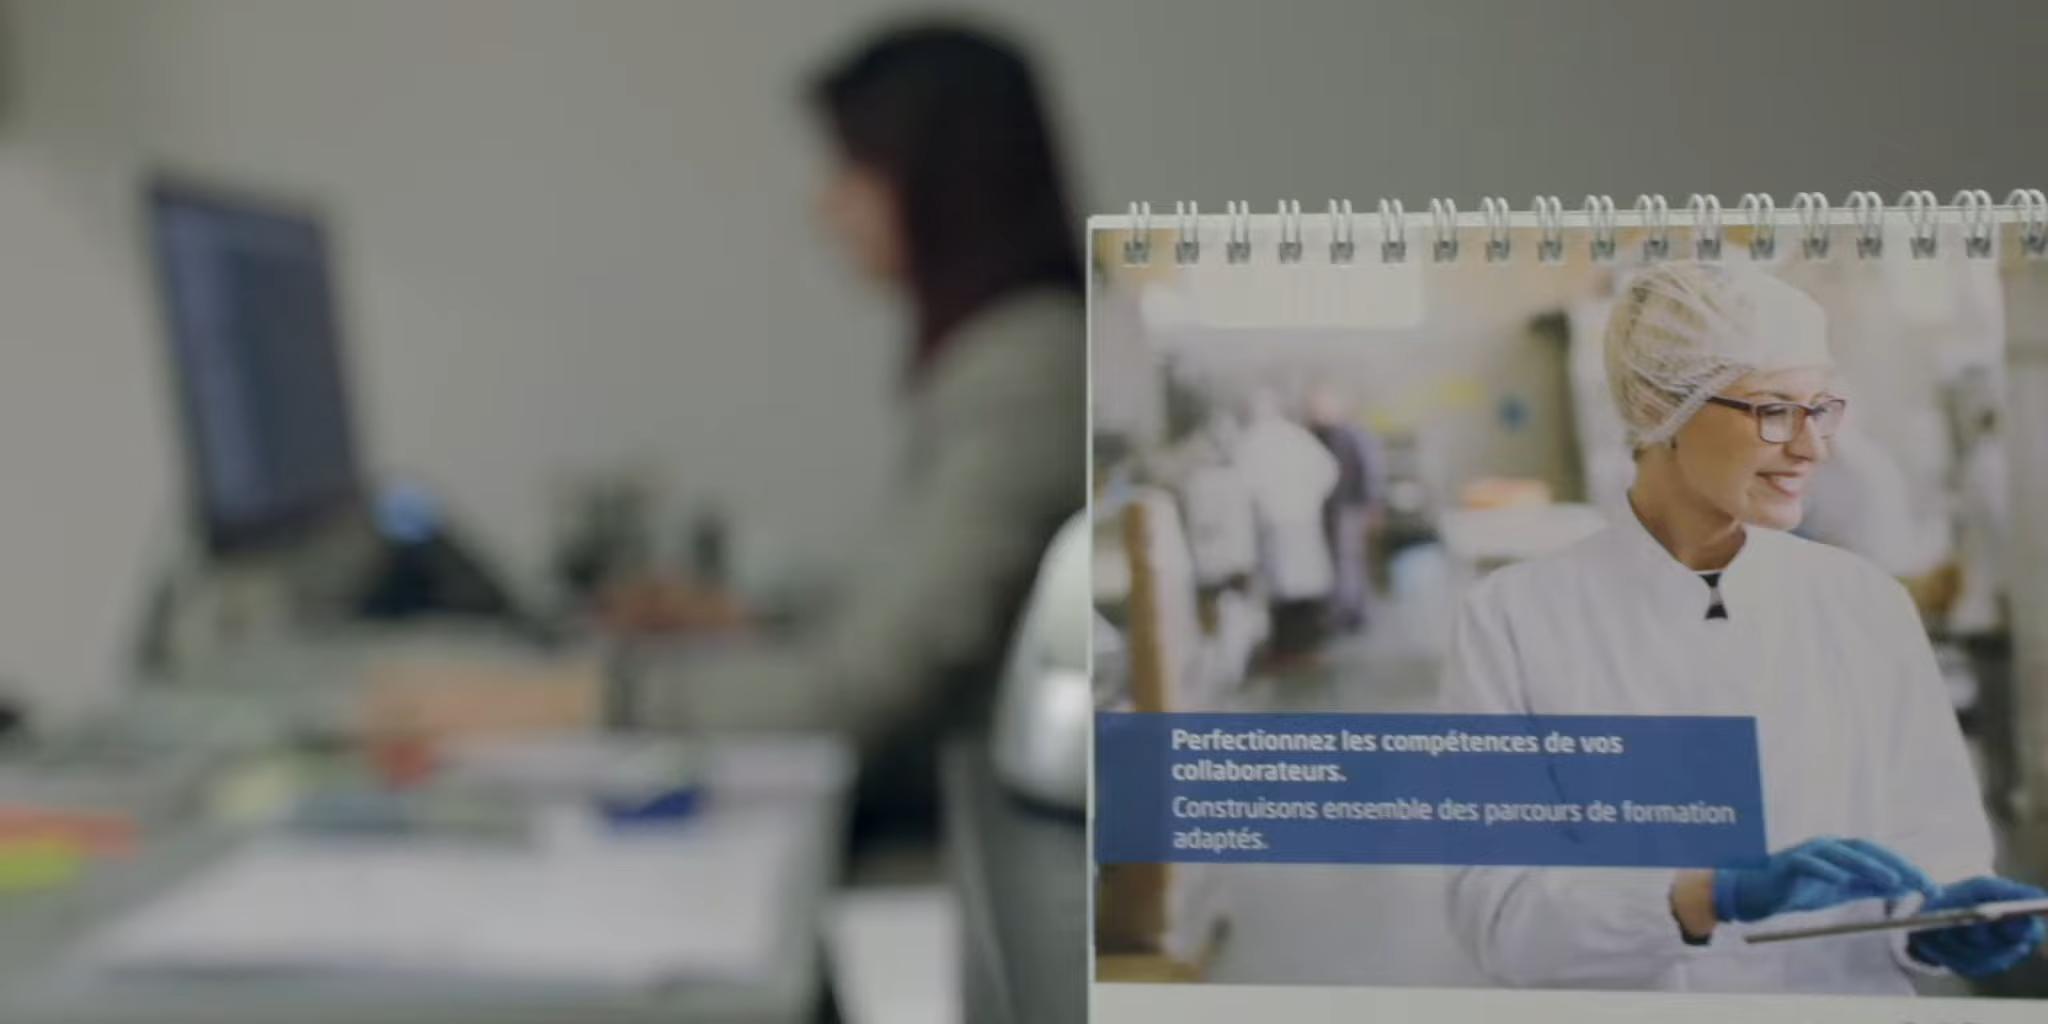 Perfectionnez les compétences de vos
collaborateurs.
Construisons ensemble des parcours de formation
adaptés.